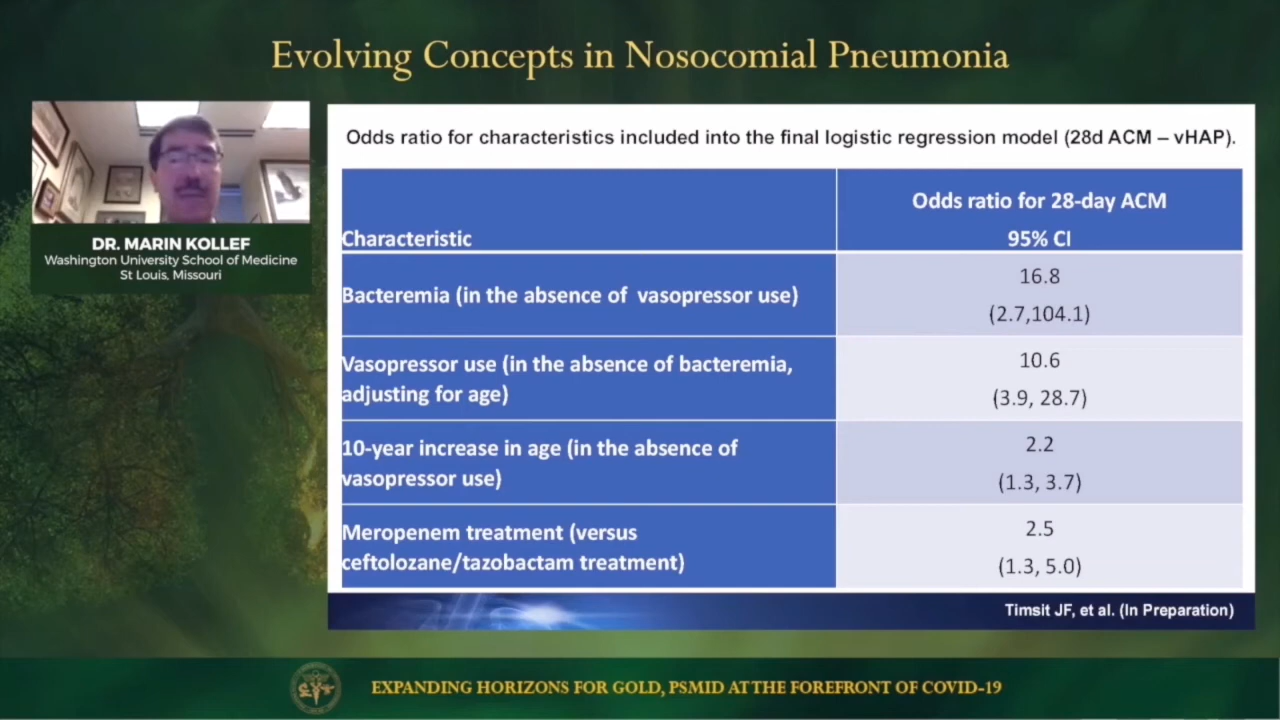 Evolving Concepts in Nosocomial Pneumonia
DR. MARIN KOLLEF
Washington University School of Medicine
St Louis, Missouri
Odds ratio for characteristics included into the final logistic regression model (28d ACM – vHAP).
Characteristic
Odds ratio for 28-day ACM
95% CI
Bacteremia (in the absence of vasopressor use)
16.8
(2.7,104.1)
Vasopressor use (in the absence of bacteremia,
adjusting for age)
10.6
(3.9, 28.7)
10-year increase in age (in the absence of
vasopressor use)
2.2
(1.3, 3.7)
Meropenem treatment (versus
ceftolozane/tazobactam treatment)
2.5
(1.3, 5.0)
Timsit JF, et al. (In Preparation)
EXPANDING HORIZONS FOR GOLD, PSMID AT THE FOREFRONT OF COVID-19